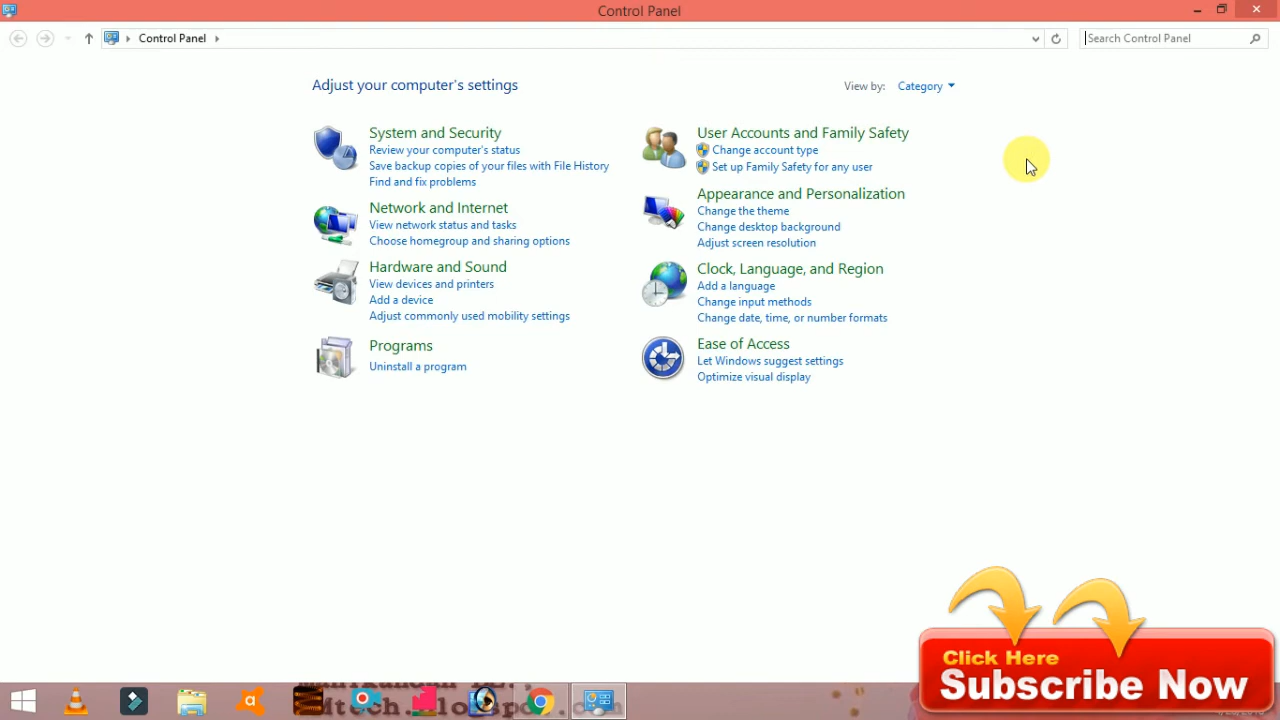 Control Panel
Control Panel
Search Control Panel
Adjust your computer's settings
View by: Category
System and Security
Review your computer's status
Save backup copies of your files with File History
Find and fix problems
Network and Internet
View network status and tasks
Choose homegroup and sharing options
Hardware and Sound
View devices and printers
Add a device
Adjust commonly used mobility settings
Programs
Uninstall a program
User Accounts and Family Safety
Change account type
Set up Family Safety for any user
Appearance and Personalization
Change the theme
Change desktop background
Adjust screen resolution
Clock, Language, and Region
Add a language
Change input methods
Change date, time, or number formats
Ease of Access
Let Windows suggest settings
Optimize visual display
Click Here
Subscribe Now